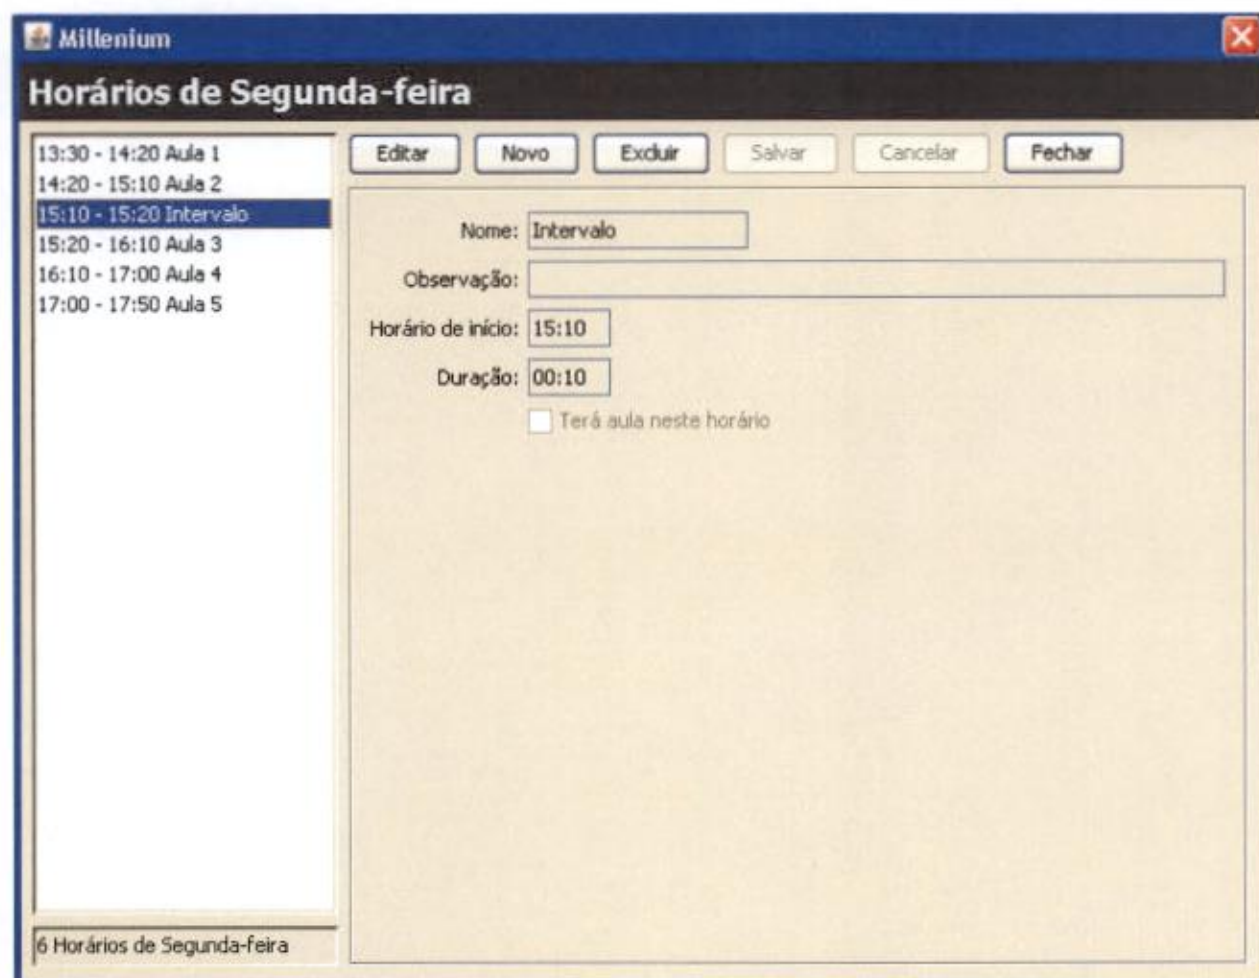 Millenium
Horários de Segunda-feira
13:30 - 14:20 Aula 1
14:20 - 15:10 Aula 2
15:10 - 15:20 Intervalo
15:20 - 16:10 Aula 3
16:10 - 17:00 Aula 4
17:00 - 17:50 Aula 5
6 Horários de Segunda-feira
Editar Novo Excluir Salvar Cancelar Fechar
Nome: Intervalo
Observação:
Horário de início: 15:10
Duração: 00:10
Terá aula neste horário